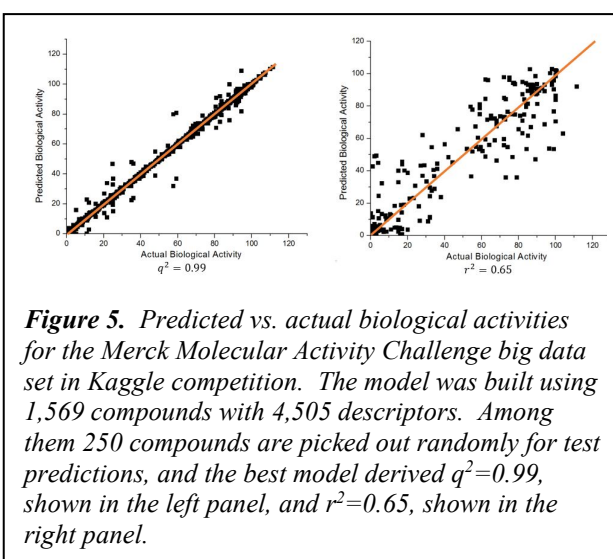 120
100
80
60
40
20
0
Predicted Biological Activity
0 20 40 60 80 100 120
Actual Biological Activity
q² = 0.99
120
100
80
60
40
20
0
Predicted Biological Activity
0 20 40 60 80 100 120
Actual Biological Activity
r² = 0.65
Figure 5. Predicted vs. actual biological activities
for the Merck Molecular Activity Challenge big data
set in Kaggle competition. The model was built using
1,569 compounds with 4,505 descriptors. Among
them 250 compounds are picked out randomly for test
predictions, and the best model derived q²=0.99,
shown in the left panel, and r²=0.65, shown in the
right panel.